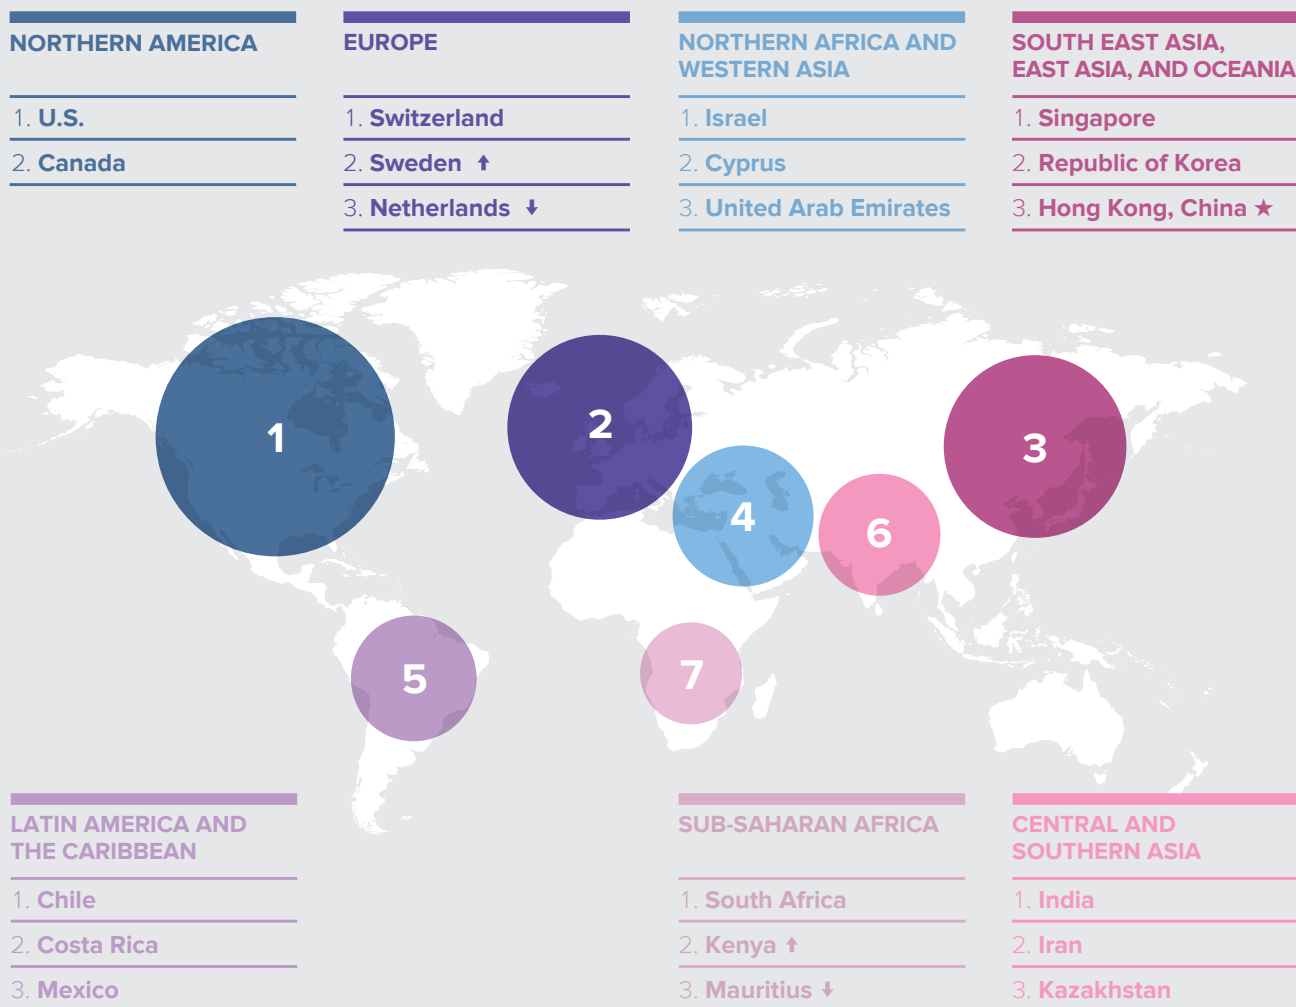 NORTHERN AMERICA
1. U.S.
2. Canada
EUROPE
1. Switzerland
2. Sweden ↑
3. Netherlands ↓
NORTHERN AFRICA AND
WESTERN ASIA
1. Israel
2. Cyprus
3. United Arab Emirates
SOUTH EAST ASIA,
EAST ASIA, AND OCEANIA
1. Singapore
2. Republic of Korea
3. Hong Kong, China ★
1
2
3
4
6
5
7
LATIN AMERICA AND
THE CARIBBEAN
1. Chile
2. Costa Rica
3. Mexico
SUB-SAHARAN AFRICA
1. South Africa
2. Kenya ↑
3. Mauritius ↓
CENTRAL AND
SOUTHERN ASIA
1. India
2. Iran
3. Kazakhstan